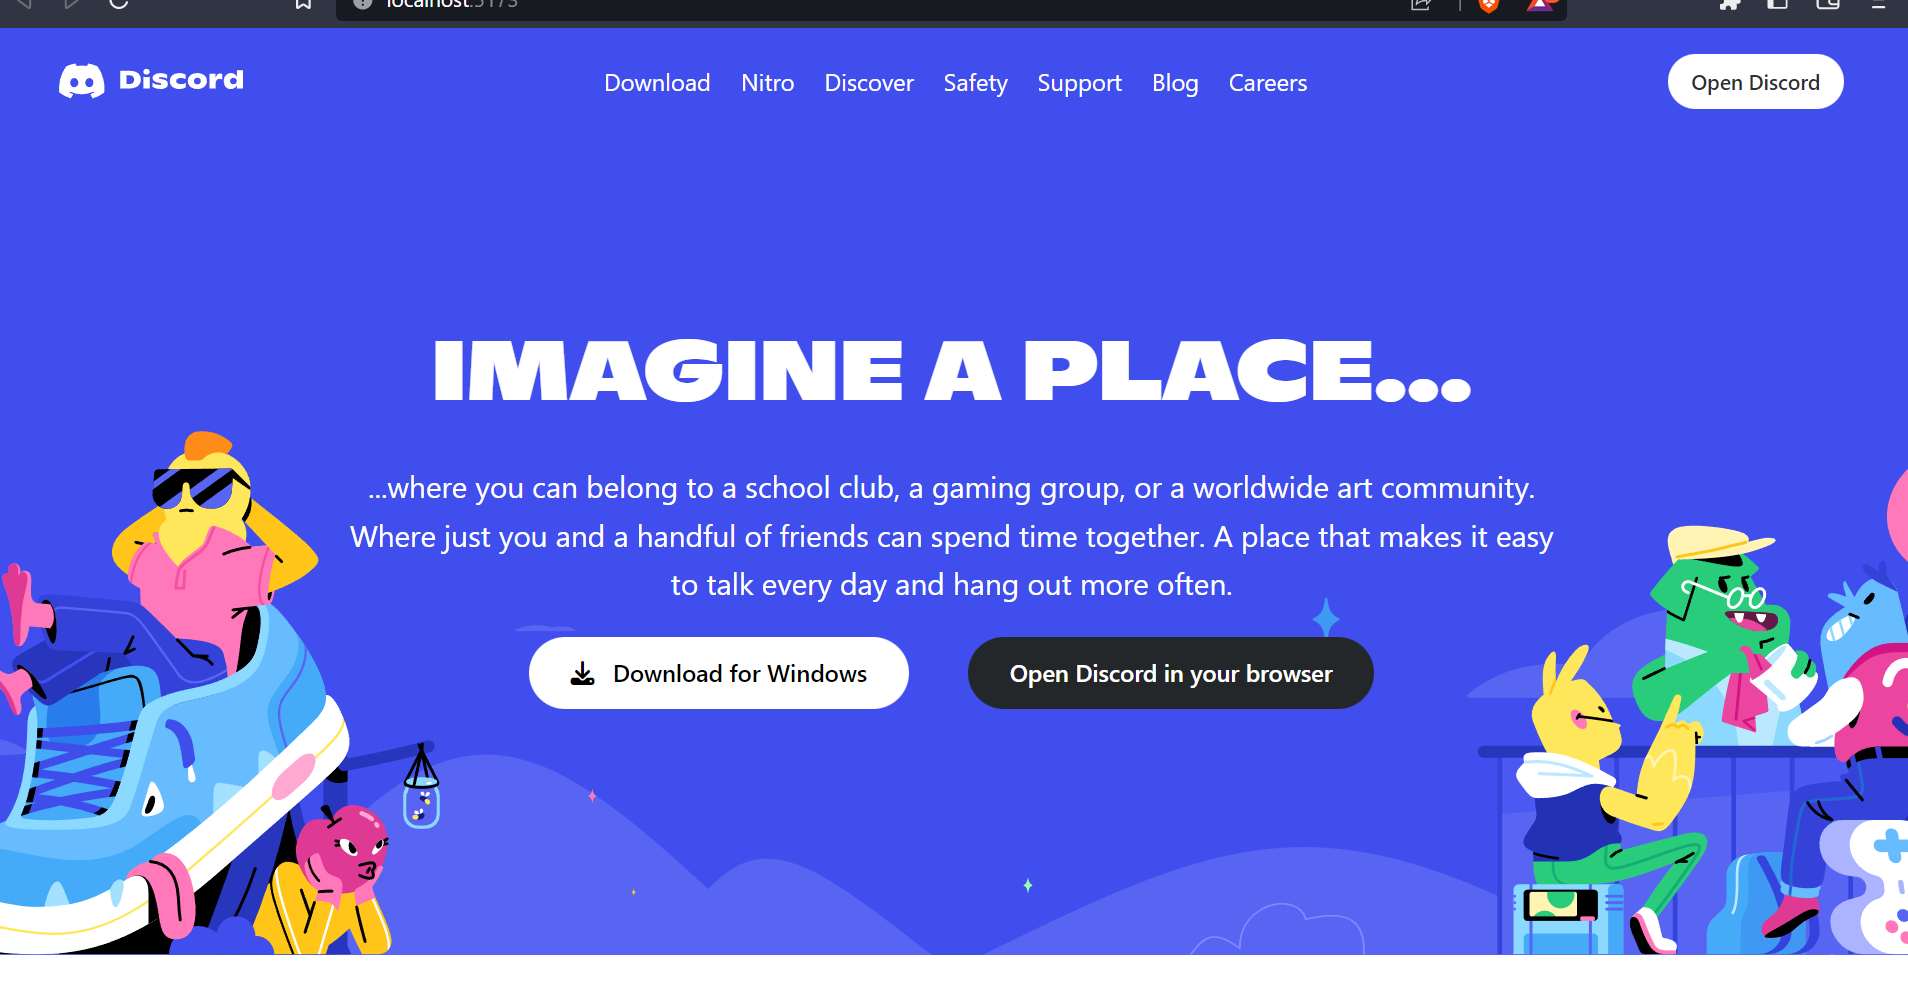 localhost:5173
Discord
Download Nitro Discover Safety Support Blog Careers
Open Discord
IMAGINE A PLACE...
...where you can belong to a school club, a gaming group, or a worldwide art community.
Where just you and a handful of friends can spend time together. A place that makes it easy
to talk every day and hang out more often.
Download for Windows
Open Discord in your browser